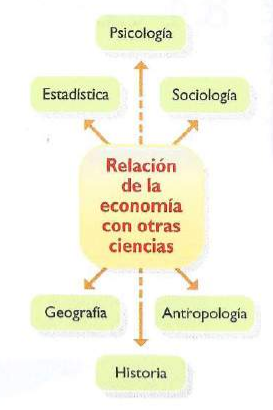 Psicología
Estadística
Sociología
Relación
de la
economía
con otras
ciencias
Geografía
Antropología
Historia